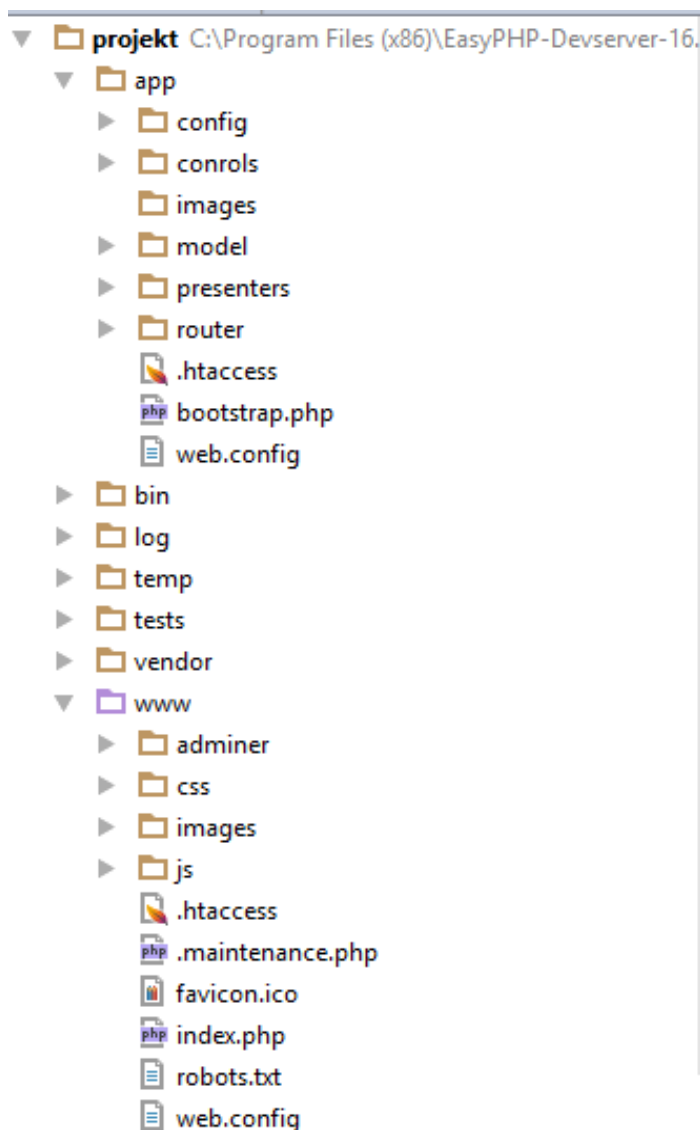 projekt C:\Program Files (x86)\EasyPHP-Devserver-16.
app
config
conrols
images
model
presenters
router
.htaccess
php bootstrap.php
web.config
bin
log
temp
tests
vendor
www
adminer
css
images
js
.htaccess
php .maintenance.php
favicon.ico
php index.php
robots.txt
web.config